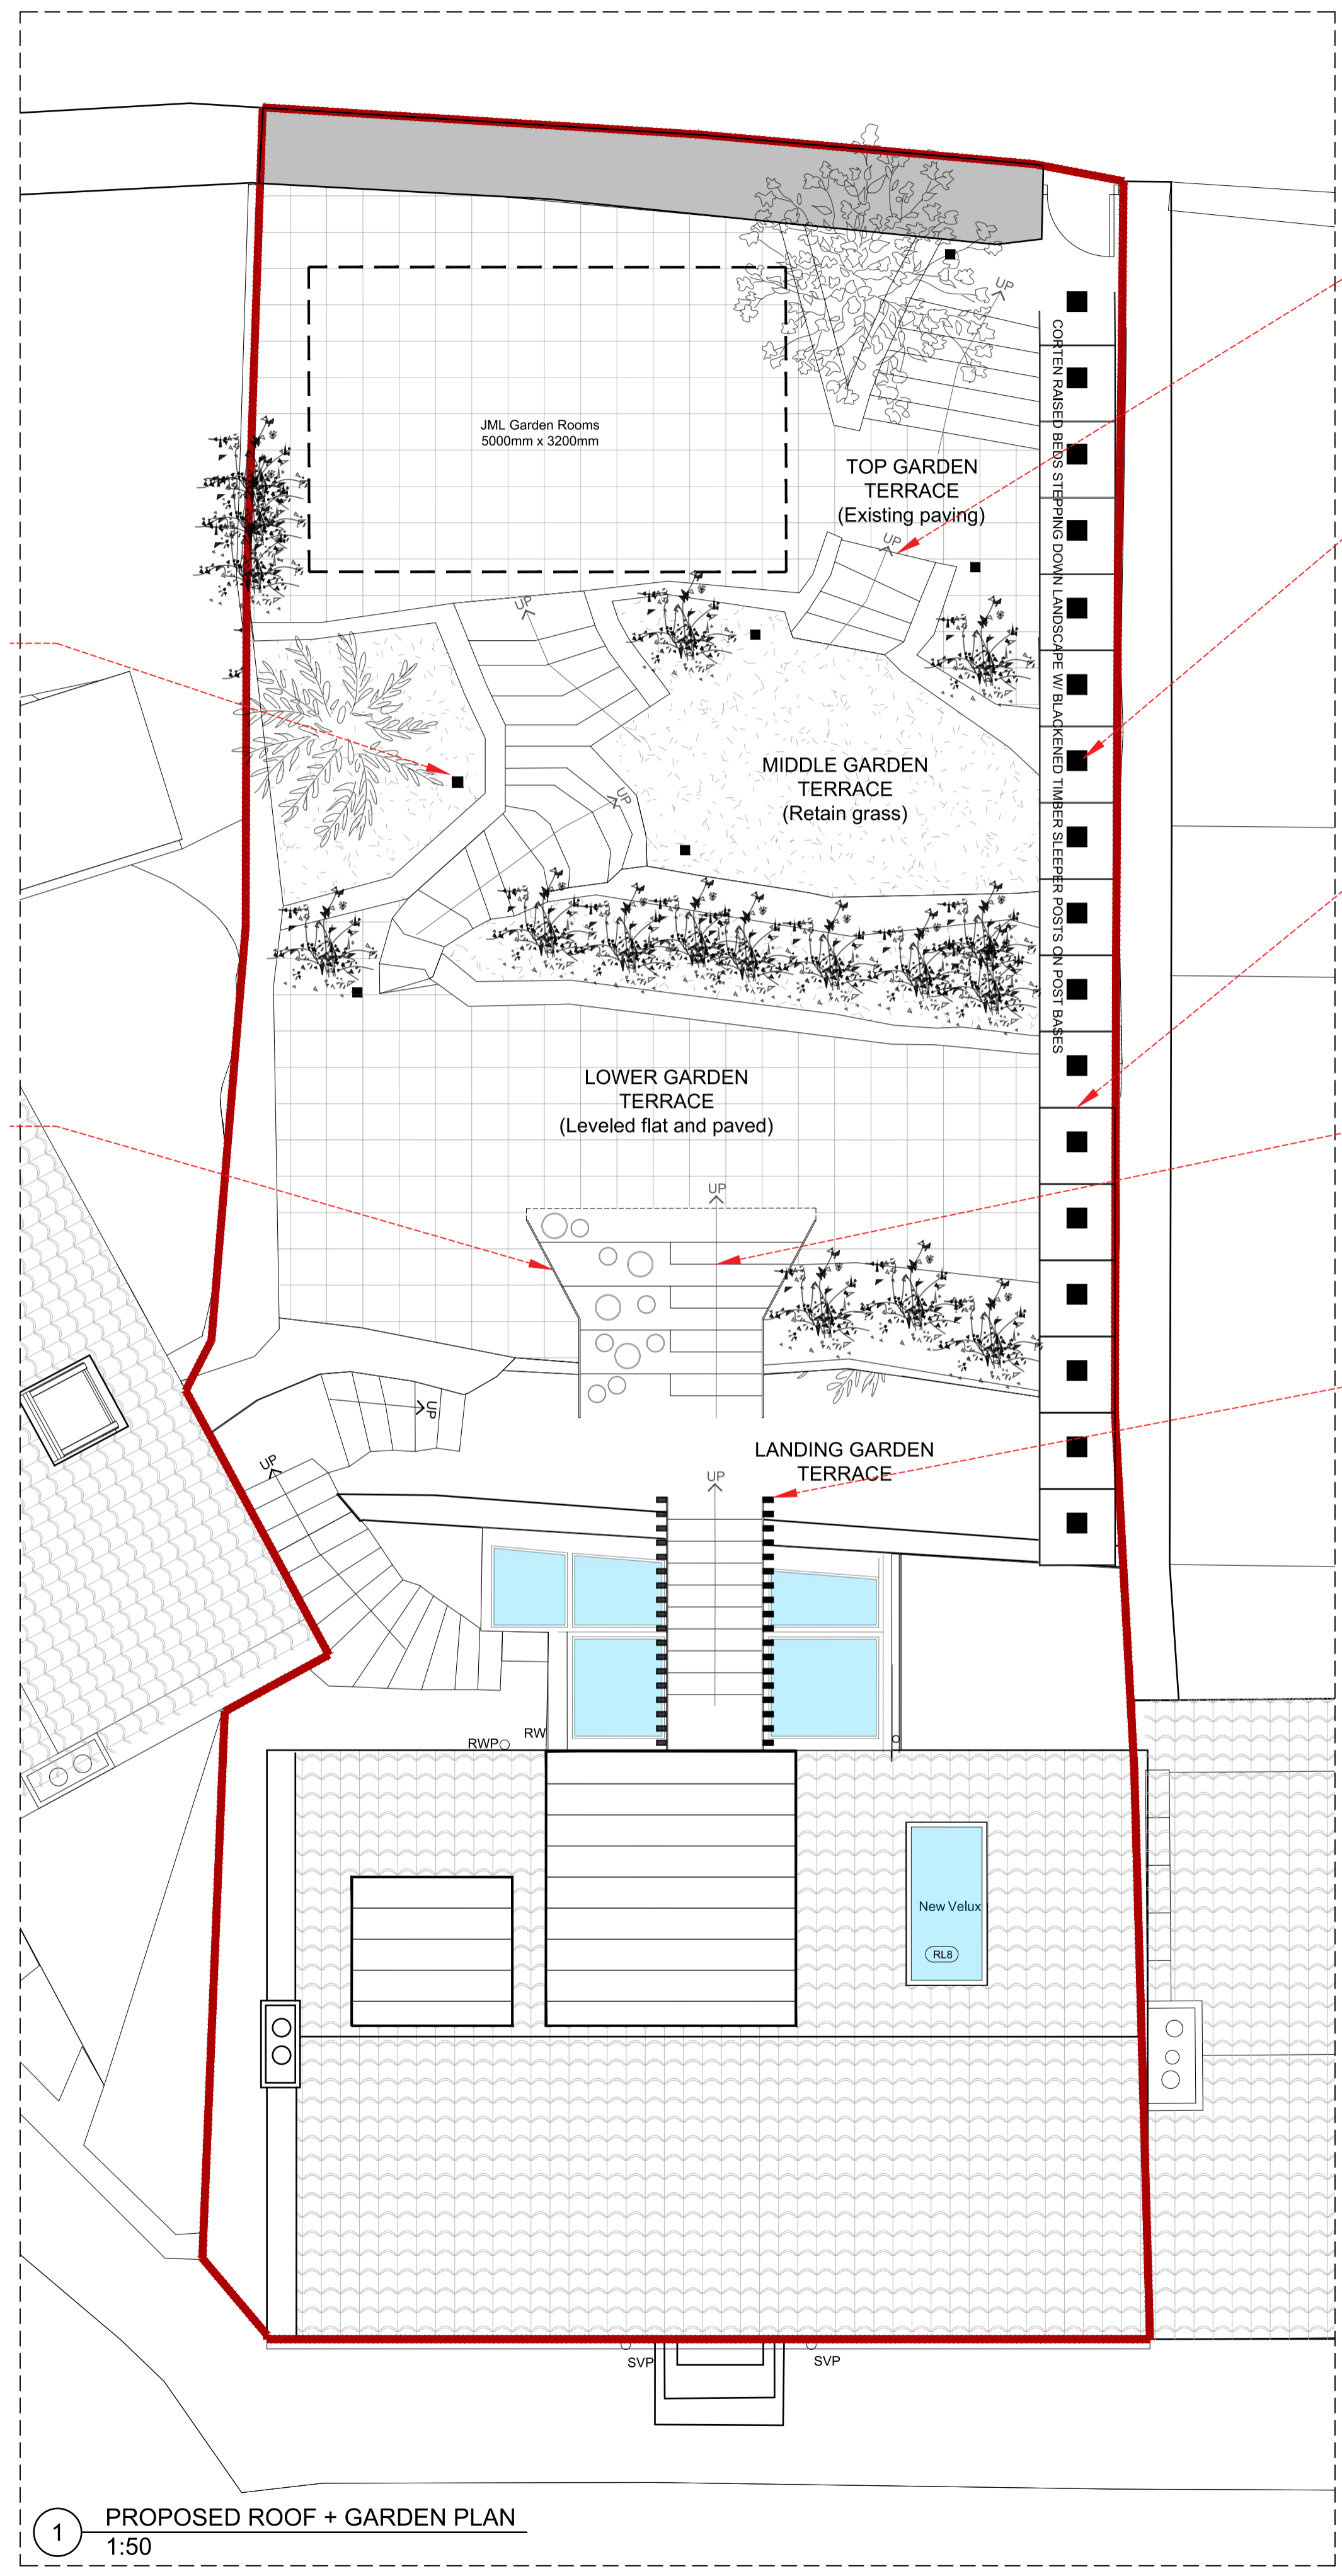 UP
JML Garden Rooms
5000mm x 3200mm
TOP GARDEN
TERRACE
(Existing paving)
UP
UP
CORTEN RAISED BEDS STEPPING DOWN LANDSCAPE W/ BLACKENED TIMBER SLEEPER POSTS ON POST BASES
MIDDLE GARDEN
TERRACE
(Retain grass)
UP
LOWER GARDEN
TERRACE
(Leveled flat and paved)
UP
UP
LANDING GARDEN
TERRACE
UP
UP
RW
RWP
New Velux
RL8
SVP
SVP
1
PROPOSED ROOF + GARDEN PLAN
1:50